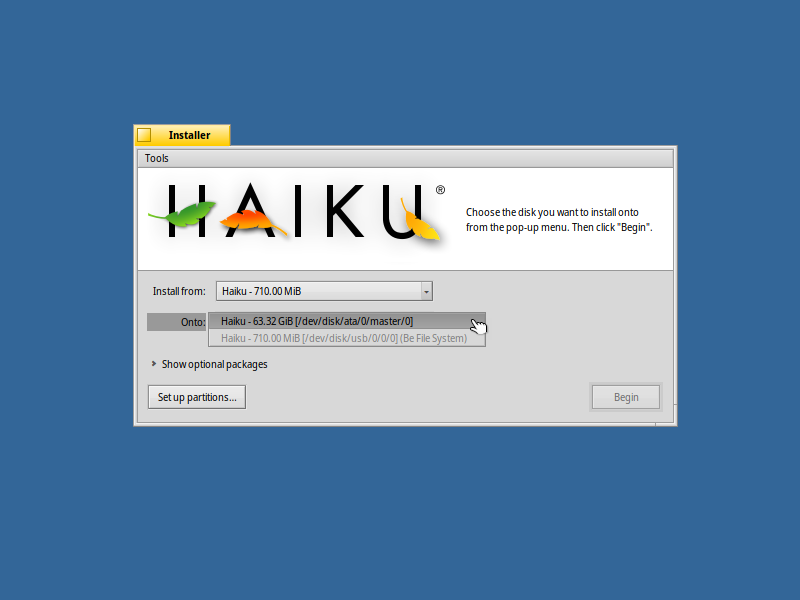 Installer
Tools
HAIKU®
Choose the disk you want to install onto
from the pop-up menu. Then click "Begin".
Install from: Haiku - 710.00 MiB
Onto: Haiku - 63.32 GiB [/dev/disk/ata/0/master/0]
Haiku - 710.00 MiB [/dev/disk/usb/0/0/0] (Be File System)
Show optional packages
Set up partitions... Begin